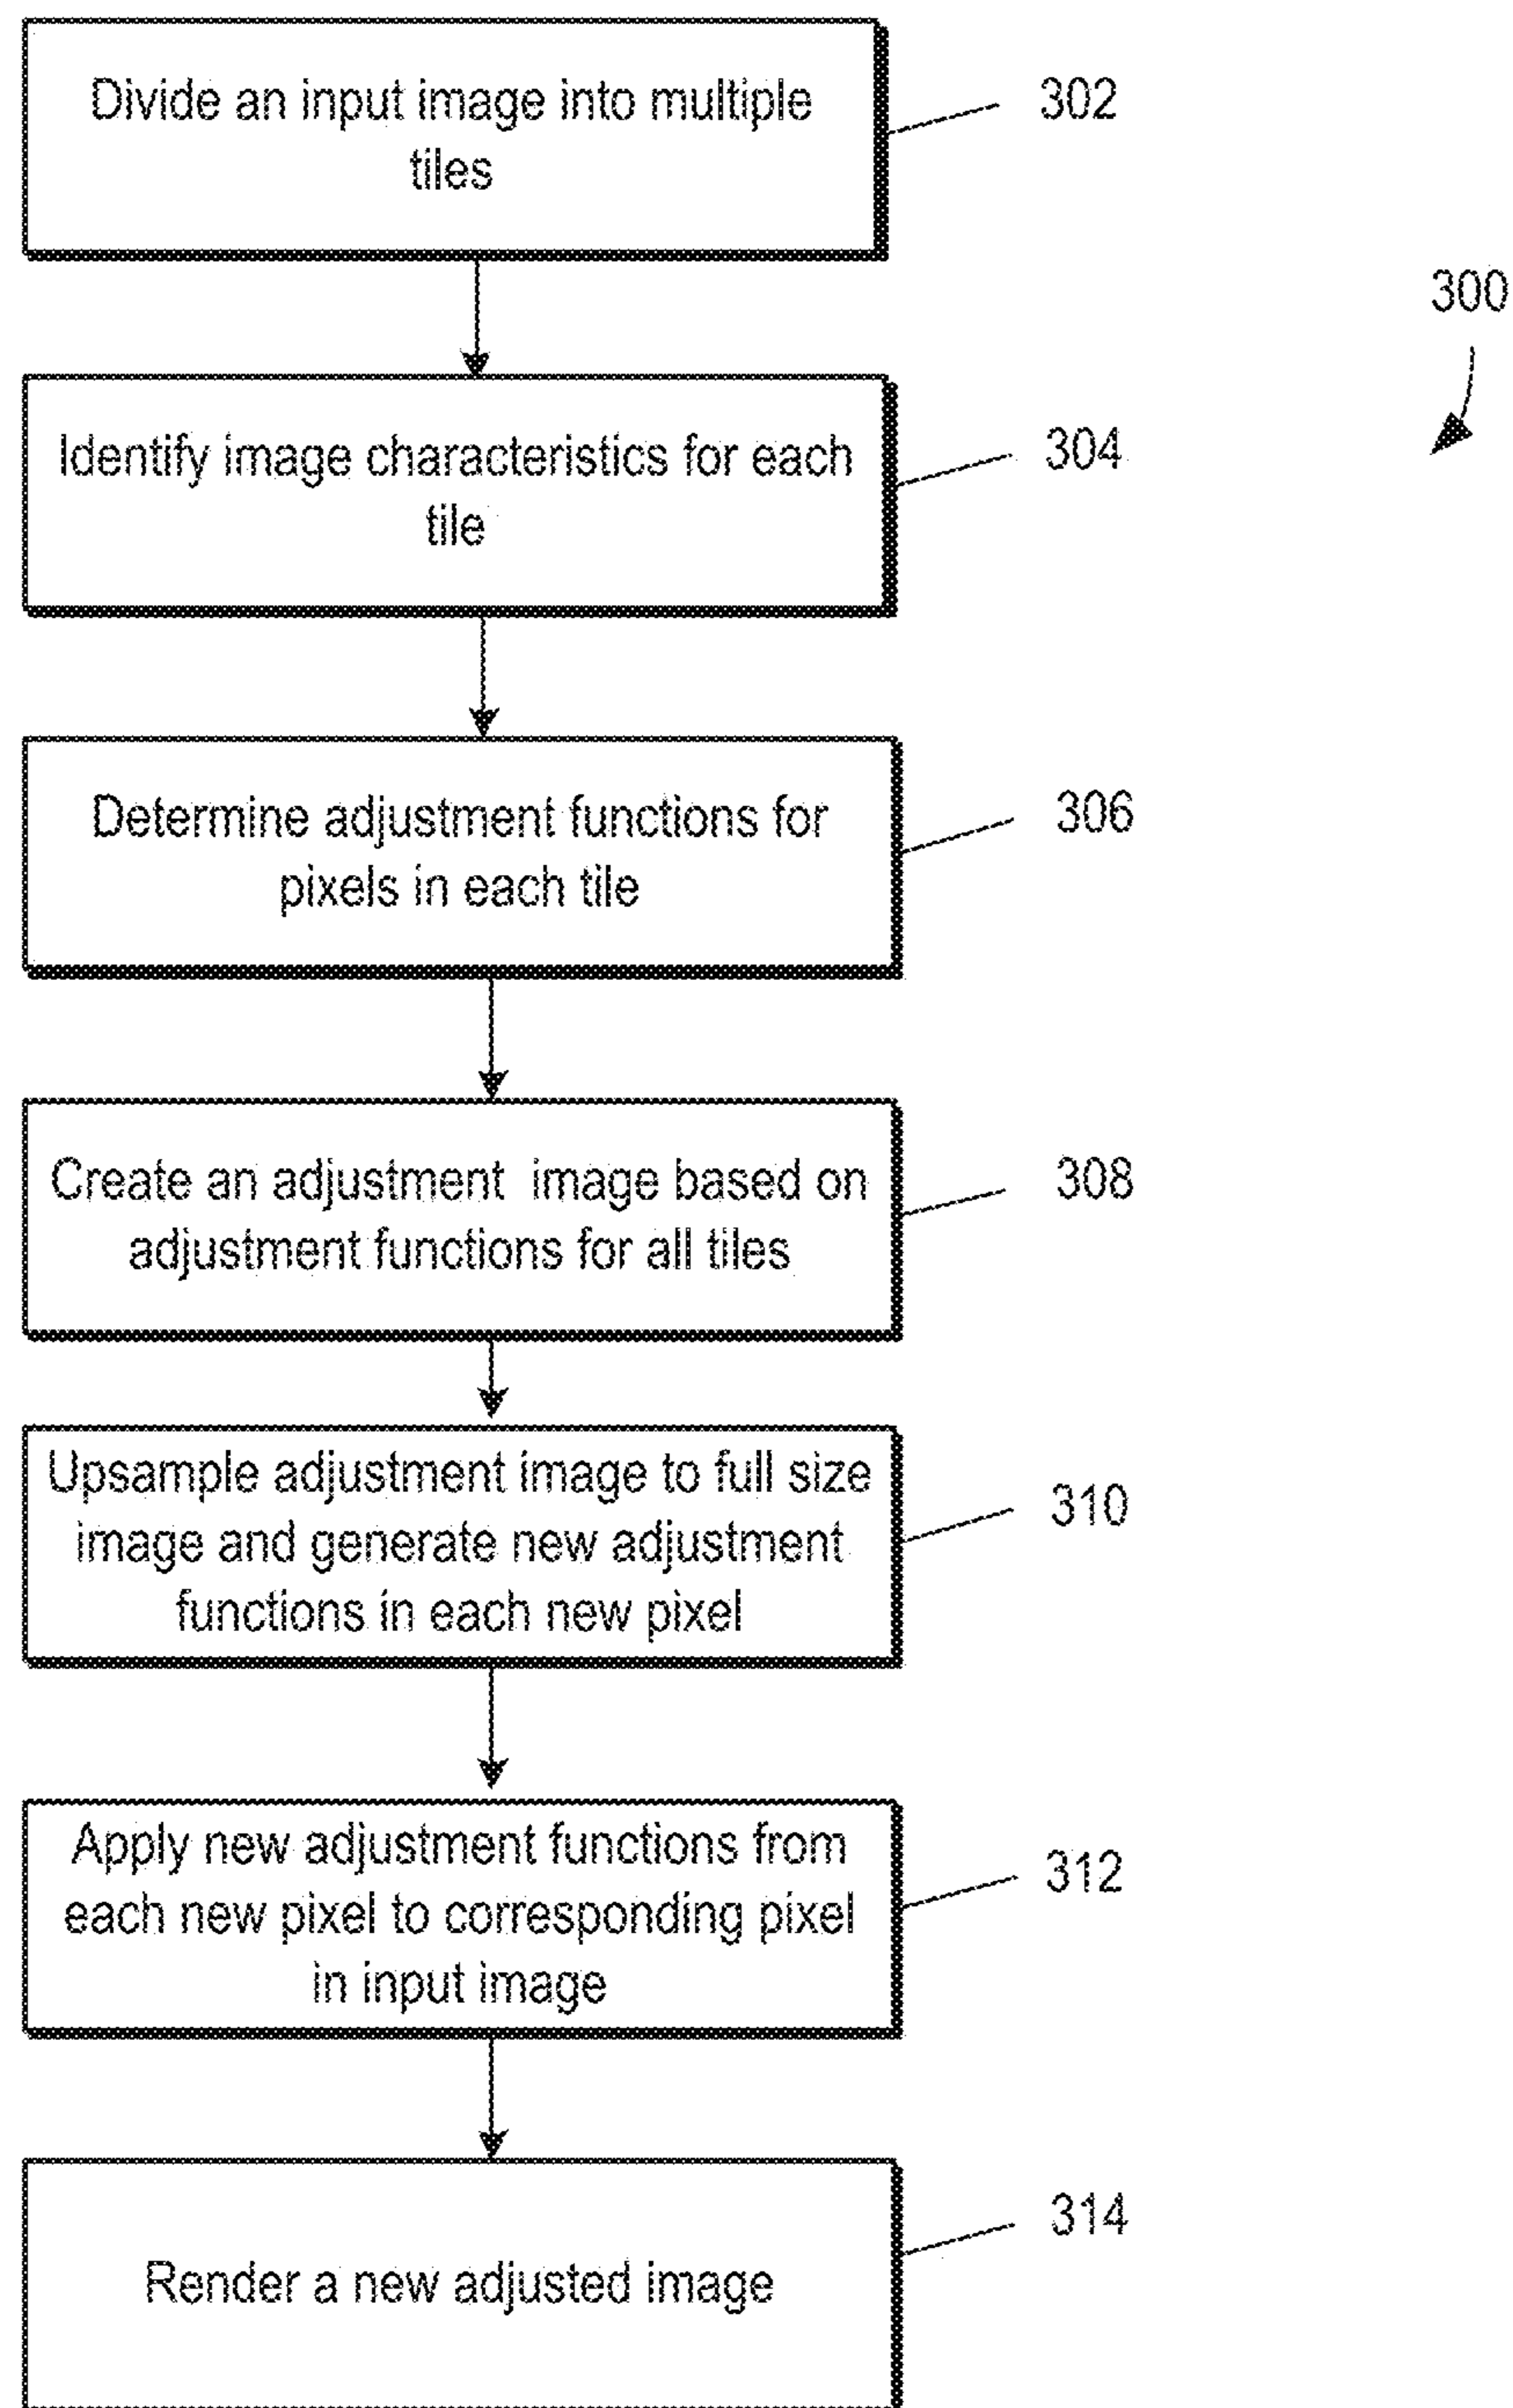 Divide an input image into multiple
tiles
302
300
Identify image characteristics for each
tile
304
Determine adjustment functions for
pixels in each tile
306
Create an adjustment image based on
adjustment functions for all tiles
308
Upsample adjustment image to full size
image and generate new adjustment
functions in each new pixel
310
Apply new adjustment functions from
each new pixel to corresponding pixel
in input image
312
Render a new adjusted image
314